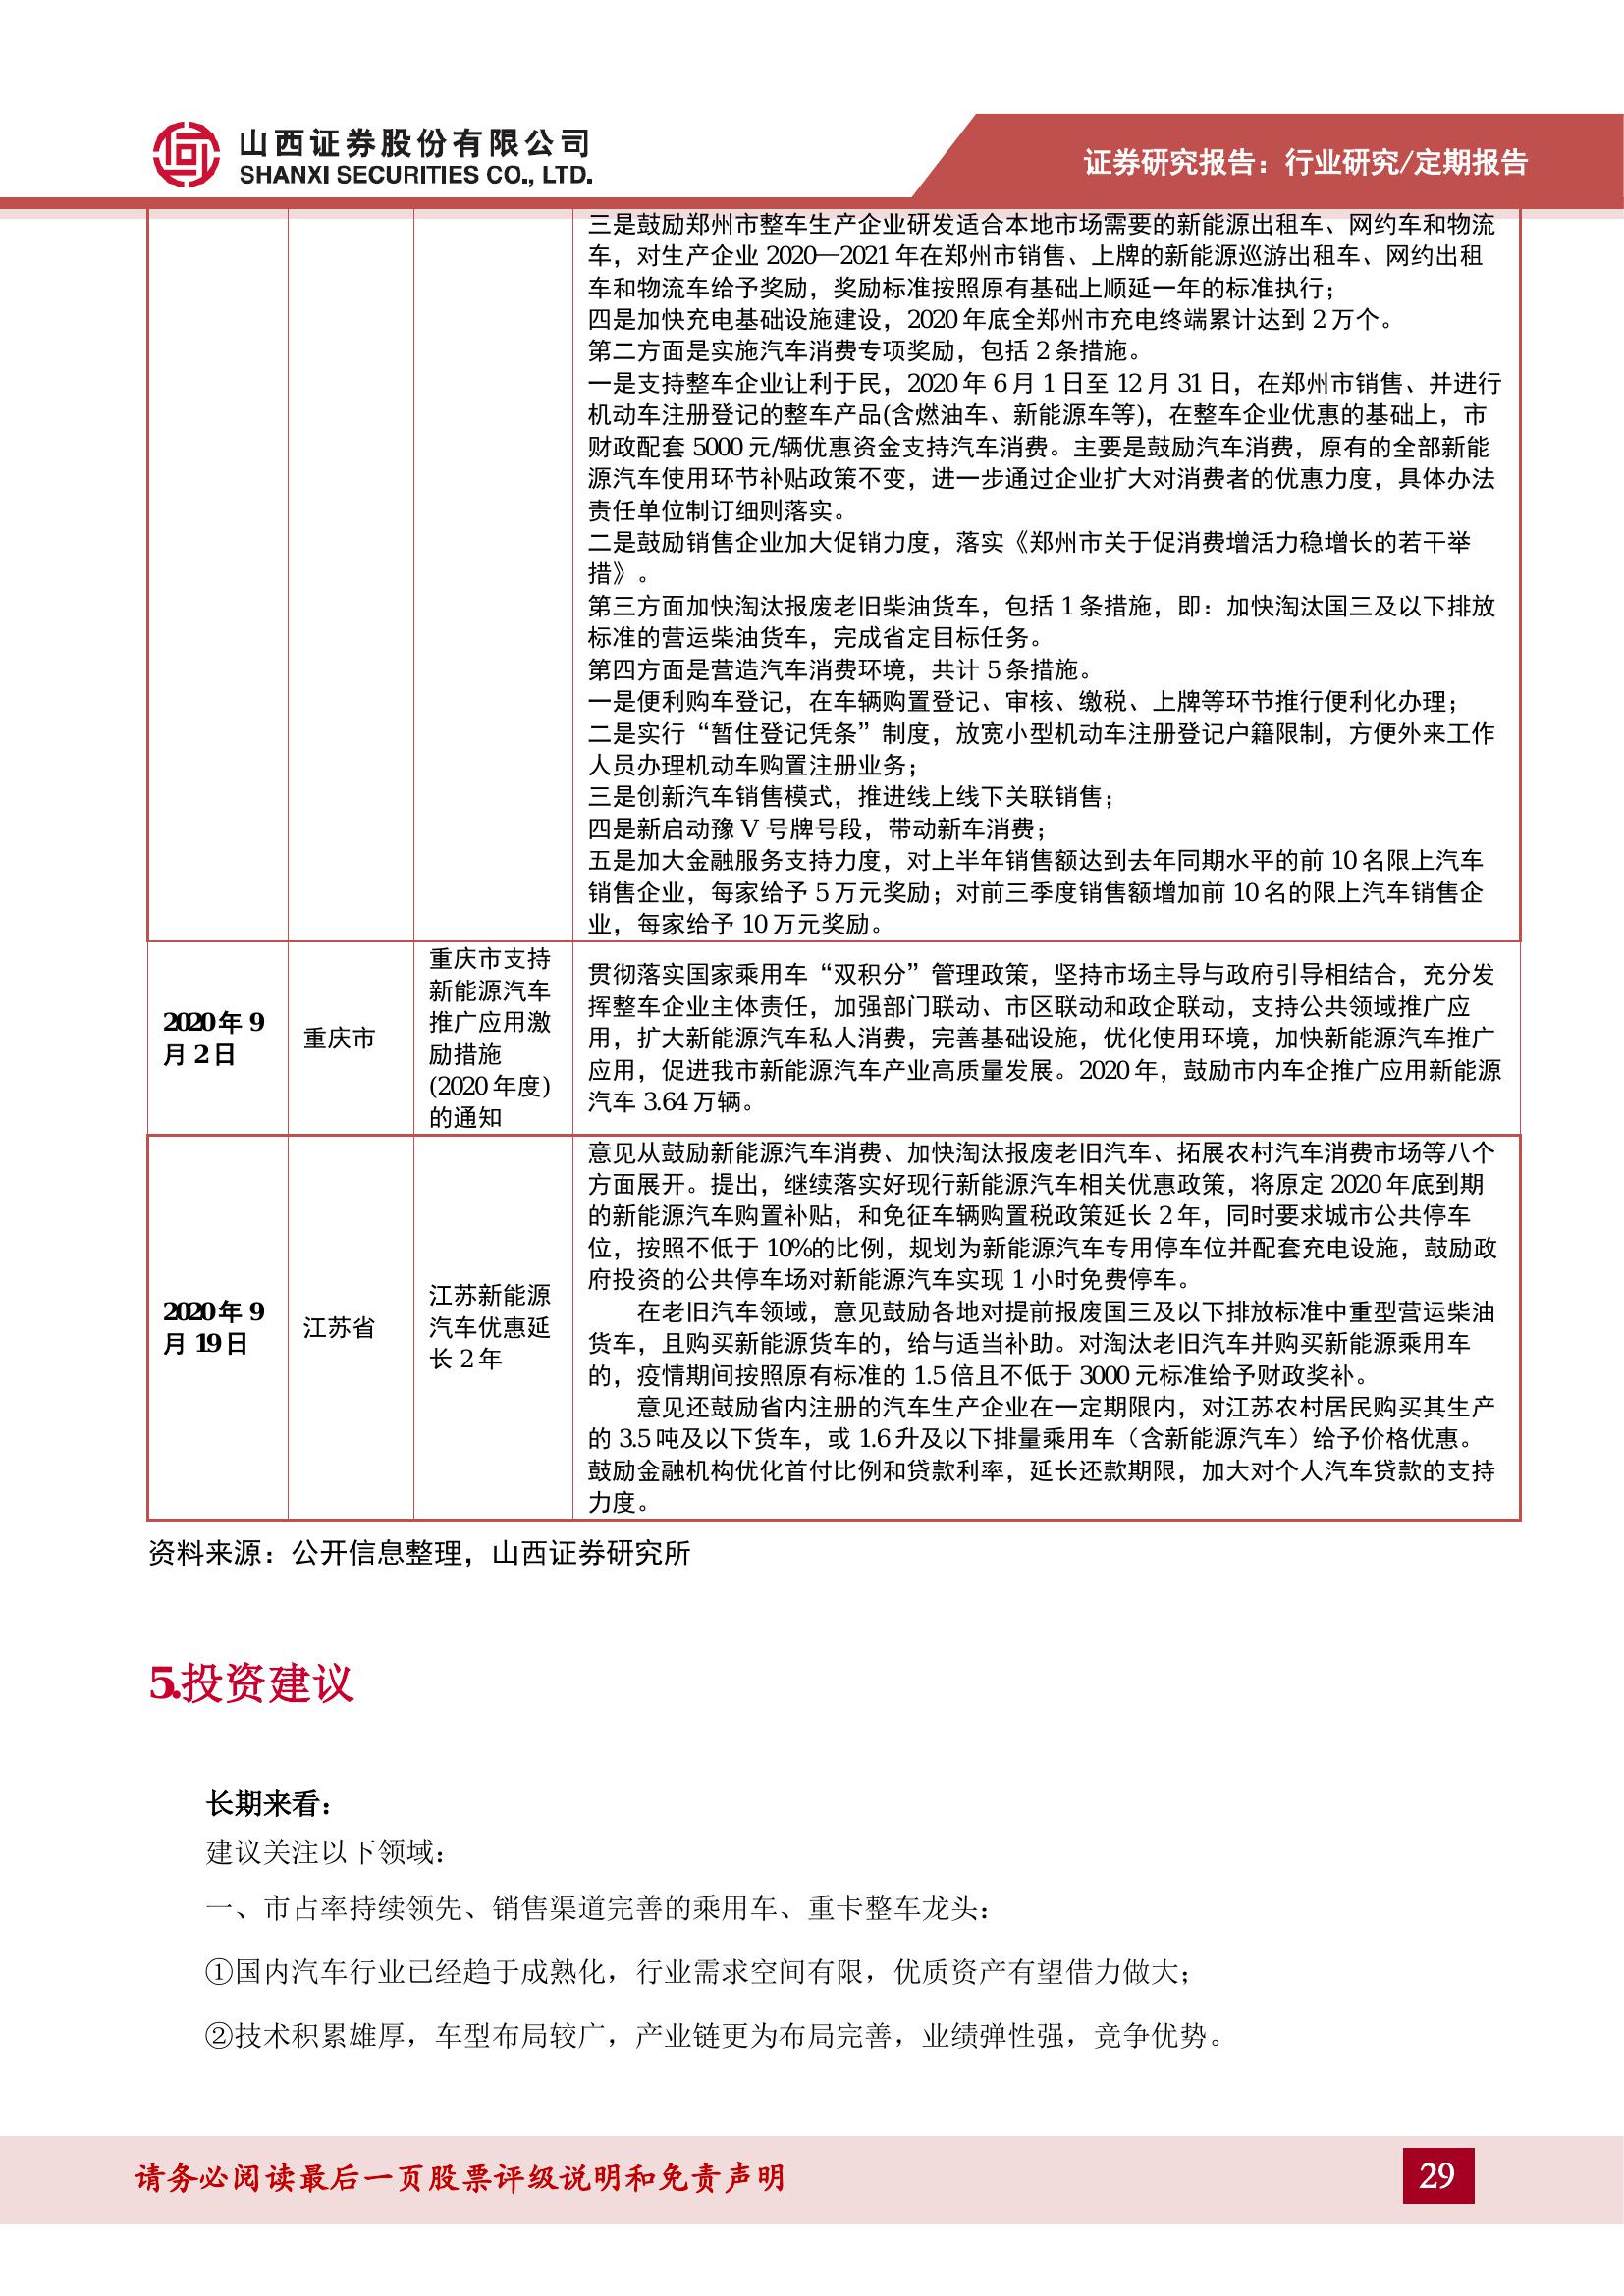 山西证券股份有限公司
SHANXI SECURITIES CO., LTD.
证券研究报告：行业研究/定期报告
三是鼓励郑州市整车生产企业研发适合本地市场需要的新能源出租车、网约车和物流
车，对生产企业 2020—2021 年在郑州市销售、上牌的新能源巡游出租车、网约出租
车和物流车给予奖励，奖励标准按照原有基础上顺延一年的标准执行；
四是加快充电基础设施建设，2020 年底全郑州市充电终端累计达到 2 万个。
第二方面是实施汽车消费专项奖励，包括 2 条措施。
一是支持整车企业让利于民，2020 年 6 月 1 日至 12 月 31 日，在郑州市销售、并进行
机动车注册登记的整车产品(含燃油车、新能源车等)，在整车企业优惠的基础上，市
财政配套 5000 元/辆优惠资金支持汽车消费。主要是鼓励汽车消费，原有的全部新能
源汽车使用环节补贴政策不变，进一步通过企业扩大对消费者的优惠力度，具体办法
责任单位制订细则落实。
二是鼓励销售企业加大促销力度，落实《郑州市关于促消费增活力稳增长的若干举
措》。
第三方面加快淘汰报废老旧柴油货车，包括 1 条措施，即：加快淘汰国三及以下排放
标准的营运柴油货车，完成省定目标任务。
第四方面是营造汽车消费环境，共计 5 条措施。
一是便利购车登记，在车辆购置登记、审核、缴税、上牌等环节推行便利化办理；
二是实行“暂住登记凭条”制度，放宽小型机动车注册登记户籍限制，方便外来工作
人员办理机动车购置注册业务；
三是创新汽车销售模式，推进线上线下关联销售；
四是新启动豫 V 号牌号段，带动新车消费；
五是加大金融服务支持力度，对上半年销售额达到去年同期水平的前 10 名限上汽车
销售企业，每家给予 5 万元奖励；对前三季度销售额增加前 10 名的限上汽车销售企
业，每家给予 10 万元奖励。
2020 年 9
月 2 日
重庆市
重庆市支持
新能源汽车
推广应用激
励措施
(2020 年度)
的通知
贯彻落实国家乘用车“双积分”管理政策，坚持市场主导与政府引导相结合，充分发
挥整车企业主体责任，加强部门联动、市区联动和政企联动，支持公共领域推广应
用，扩大新能源汽车私人消费，完善基础设施，优化使用环境，加快新能源汽车推广
应用，促进我市新能源汽车产业高质量发展。2020 年，鼓励市内车企推广应用新能源
汽车 3.64 万辆。
2020 年 9
月 19 日
江苏省
江苏新能源
汽车优惠延
长 2 年
意见从鼓励新能源汽车消费、加快淘汰报废老旧汽车、拓展农村汽车消费市场等八个
方面展开。提出，继续落实好现行新能源汽车相关优惠政策，将原定 2020 年底到期
的新能源汽车购置补贴，和免征车辆购置税政策延长 2 年，同时要求城市公共停车
位，按照不低于 10%的比例，规划为新能源汽车专用停车位并配套充电设施，鼓励政
府投资的公共停车场对新能源汽车实现 1 小时免费停车。
在老旧汽车领域，意见鼓励各地对提前报废国三及以下排放标准中重型营运柴油
货车，且购买新能源货车的，给与适当补助。对淘汰老旧汽车并购买新能源乘用车
的，疫情期间按照原有标准的 1.5 倍且不低于 3000 元标准给予财政奖补。
意见还鼓励省内注册的汽车生产企业在一定期限内，对江苏农村居民购买其生产
的 3.5 吨及以下货车，或 1.6 升及以下排量乘用车（含新能源汽车）给予价格优惠。
鼓励金融机构优化首付比例和贷款利率，延长还款期限，加大对个人汽车贷款的支持
力度。
资料来源：公开信息整理，山西证券研究所
5.投资建议
长期来看：
建议关注以下领域：
一、市占率持续领先、销售渠道完善的乘用车、重卡整车龙头：
①国内汽车行业已经趋于成熟化，行业需求空间有限，优质资产有望借力做大；
②技术积累雄厚，车型布局较广，产业链更为布局完善，业绩弹性强，竞争优势。
请务必阅读最后一页股票评级说明和免责声明
29